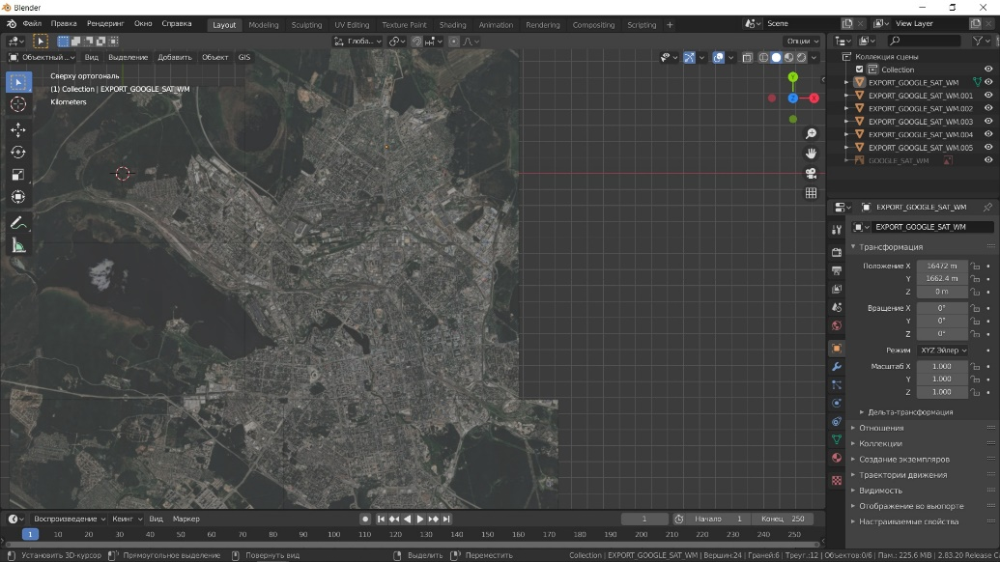 Blender
Файл Правка Рендеринг Окно Справка Layout Modeling Sculpting UV Editing Texture Paint Shading Animation Rendering Compositing Scripting + Scene View Layer
Глоба... Опции
Объектный... Вид Выделение Добавить Объект GIS
Сверху ортогональ
(1) Collection | EXPORT_GOOGLE_SAT_WM
Kilometers
Y
Z X
Коллекция сцены
Collection
EXPORT_GOOGLE_SAT_WM
EXPORT_GOOGLE_SAT_WM.001
EXPORT_GOOGLE_SAT_WM.002
EXPORT_GOOGLE_SAT_WM.003
EXPORT_GOOGLE_SAT_WM.004
EXPORT_GOOGLE_SAT_WM.005
GOOGLE_SAT_WM
EXPORT_GOOGLE_SAT_WM
EXPORT_GOOGLE_SAT_WM
Трансформация
Положение X 16472 m
Y 1662.4 m
Z 0 m
Вращение X 0°
Y 0°
Z 0°
Режим XYZ Эйлер
Масштаб X 1.000
Y 1.000
Z 1.000
Дельта-трансформация
Отношения
Коллекции
Создание экземпляров
Траектории движения
Видимость
Отображение во вьюпорте
Настраиваемые свойства
Воспроизведение Кеинг Вид Маркер 1 Начало 1 Конец 250
1 10 20 30 40 50 60 70 80 90 100 110 120 130 140 150 160 170 180 190 200 210 220 230 240 250
Установить 3D-курсор Прямоугольное выделение Повернуть вид Выделить Переместить Collection | EXPORT_GOOGLE_SAT_WM | Вершин:24 | Граней:6 | Треуг.:12 | Объектов:0/6 | Пам.: 225.6 MiB | 2.83.20 Release C